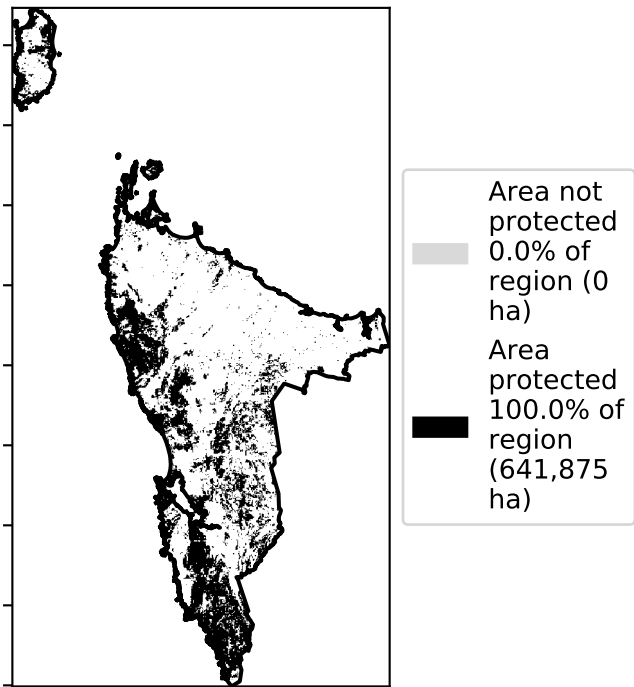 Area not
protected
0.0% of
region (0
ha)
Area
protected
100.0% of
region
(641,875
ha)